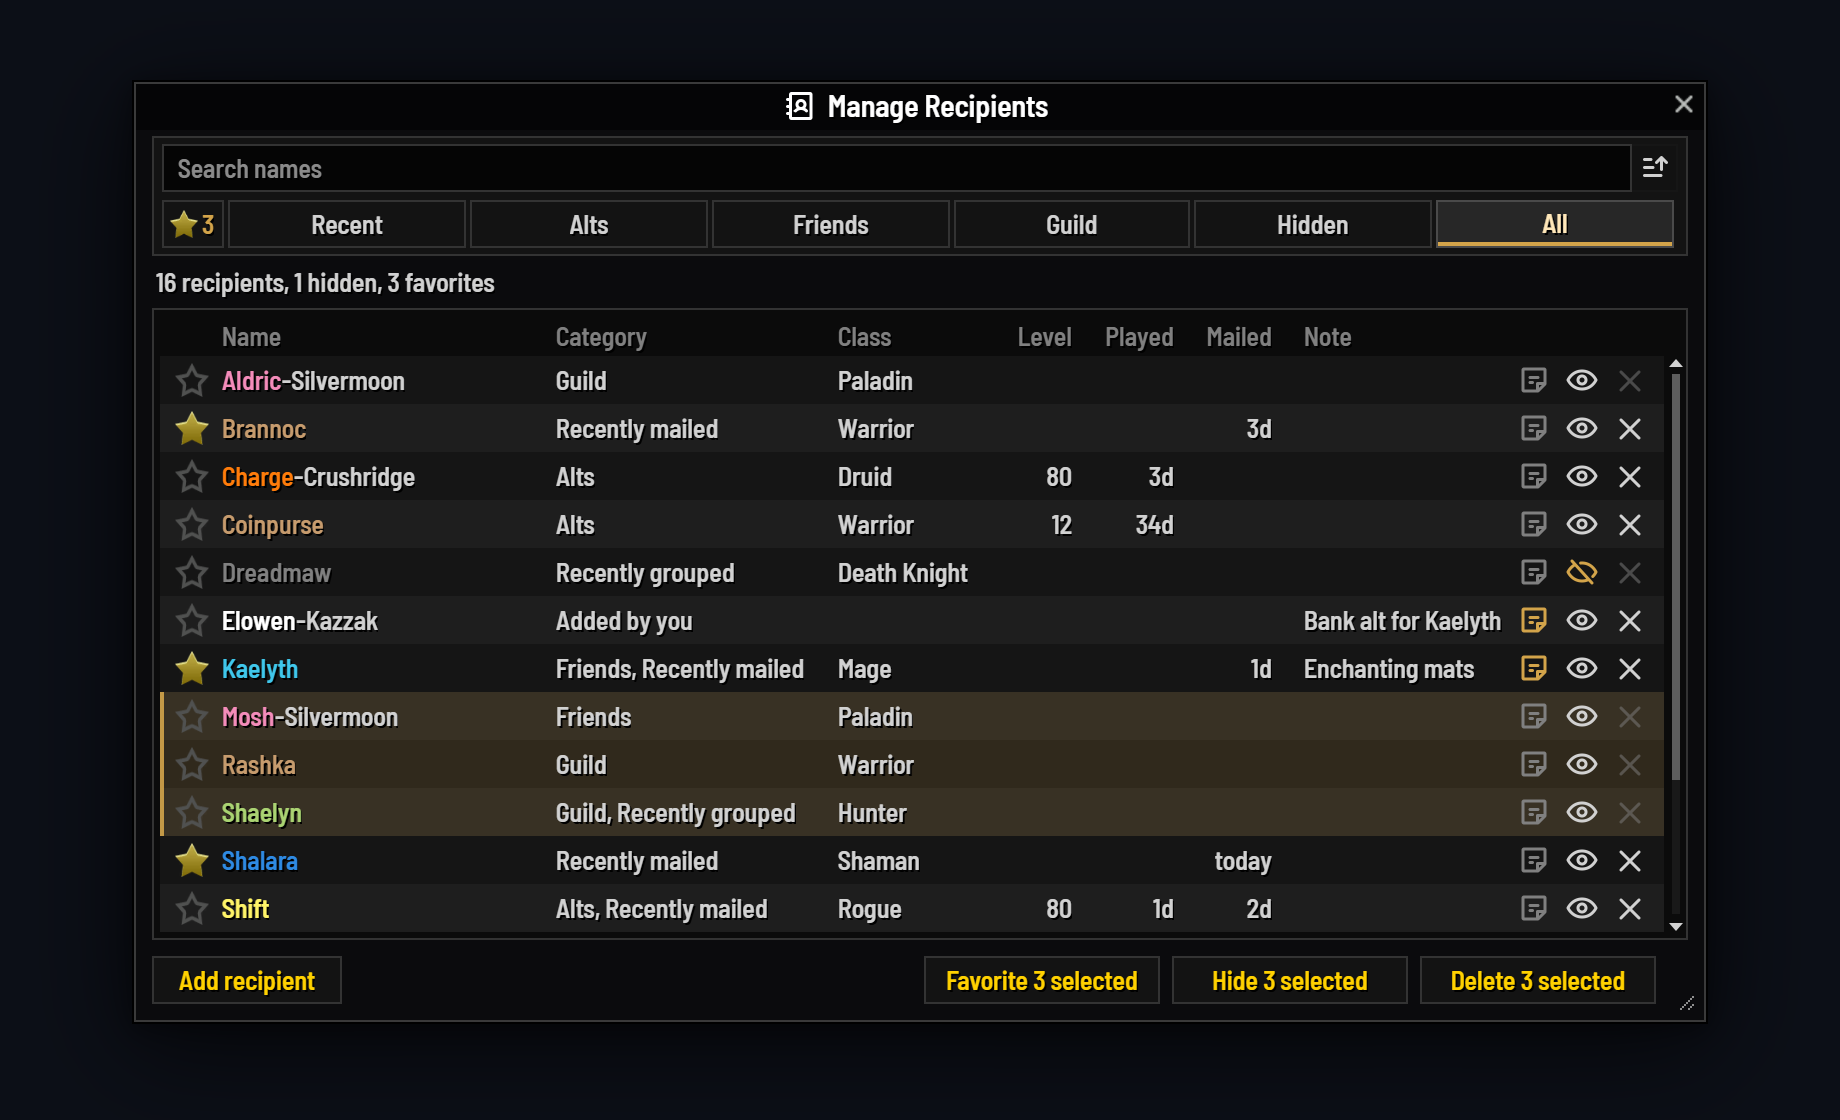 Manage Recipients
Search names
3 Recent Alts Friends Guild Hidden All
16 recipients, 1 hidden, 3 favorites
Name Category Class Level Played Mailed Note
Aldric-Silvermoon Guild Paladin
Brannoc Recently mailed Warrior 3d
Charge-Crushridge Alts Druid 80 3d
Coinpurse Alts Warrior 12 34d
Dreadmaw Recently grouped Death Knight
Elowen-Kazzak Added by you Bank alt for Kaelyth
Kaelyth Friends, Recently mailed Mage 1d Enchanting mats
Mosh-Silvermoon Friends Paladin
Rashka Guild Warrior
Shaelyn Guild, Recently grouped Hunter
Shalara Recently mailed Shaman today
Shift Alts, Recently mailed Rogue 80 1d 2d
Add recipient Favorite 3 selected Hide 3 selected Delete 3 selected